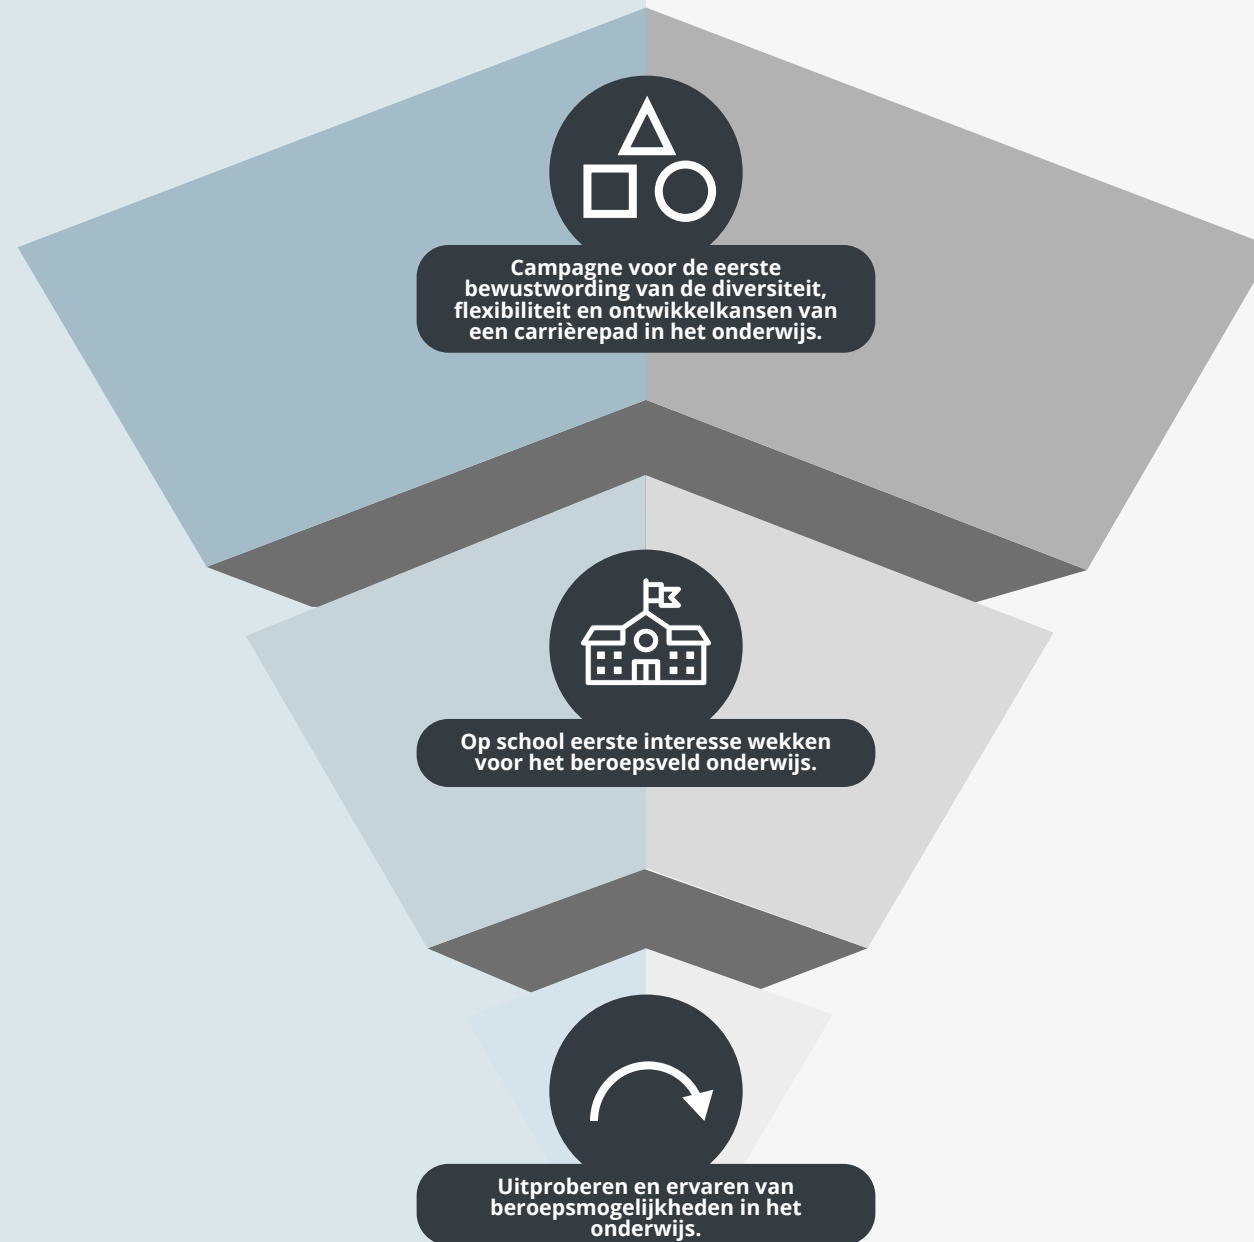 Campagne voor de eerste
bewustwording van de diversiteit,
flexibiliteit en ontwikkelkansen van
een carrièrepad in het onderwijs.
Op school eerste interesse wekken
voor het beroepsveld onderwijs.
Uitproberen en ervaren van
beroepsmogelijkheden in het
onderwijs.